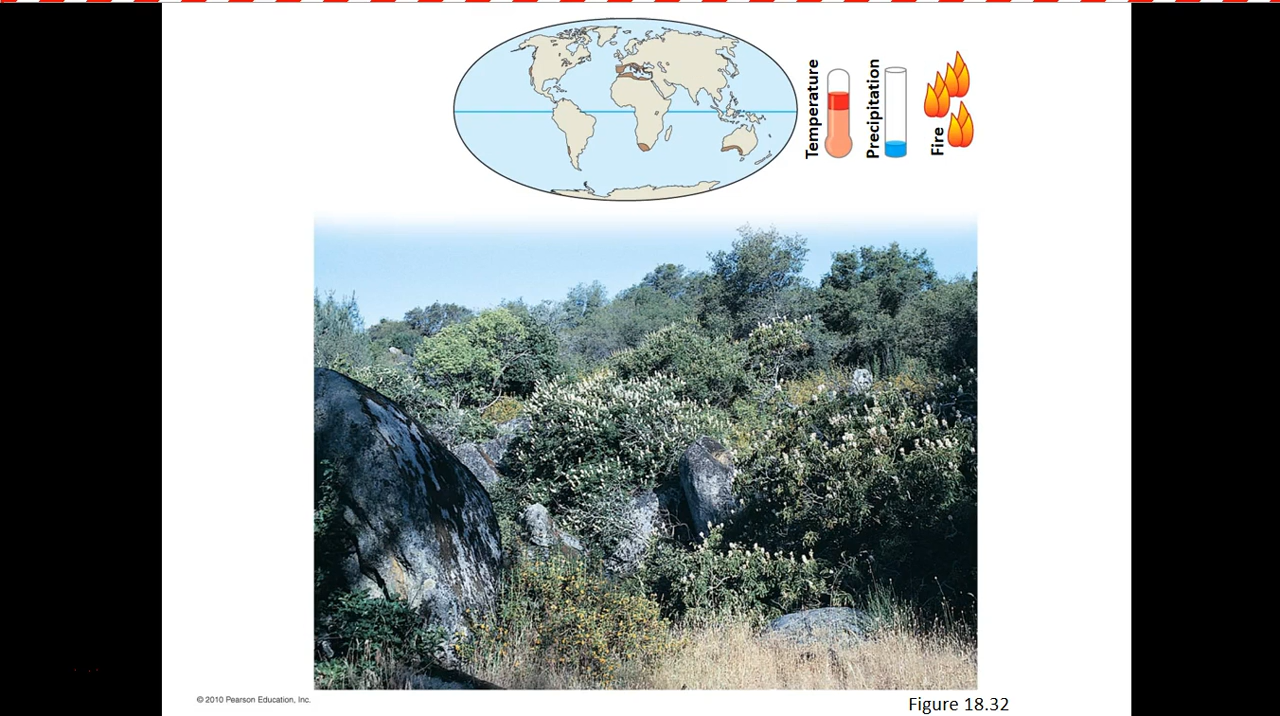 Temperature
Precipitation
Fire
© 2010 Pearson Education, Inc.
Figure 18.32